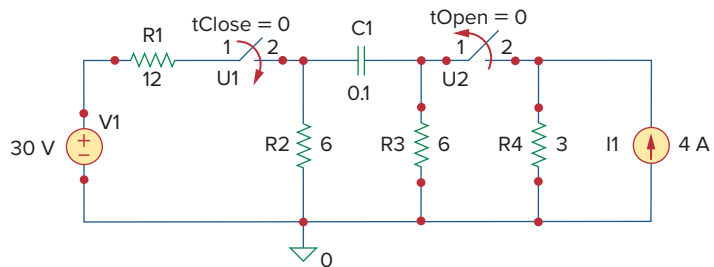 tClose = 0
tOpen = 0
R1
C1
1 2
1 2
12
U1
0.1
U2
V1
30 V
+
−
R2 6
R3 6
R4 3
I1
4 A
0